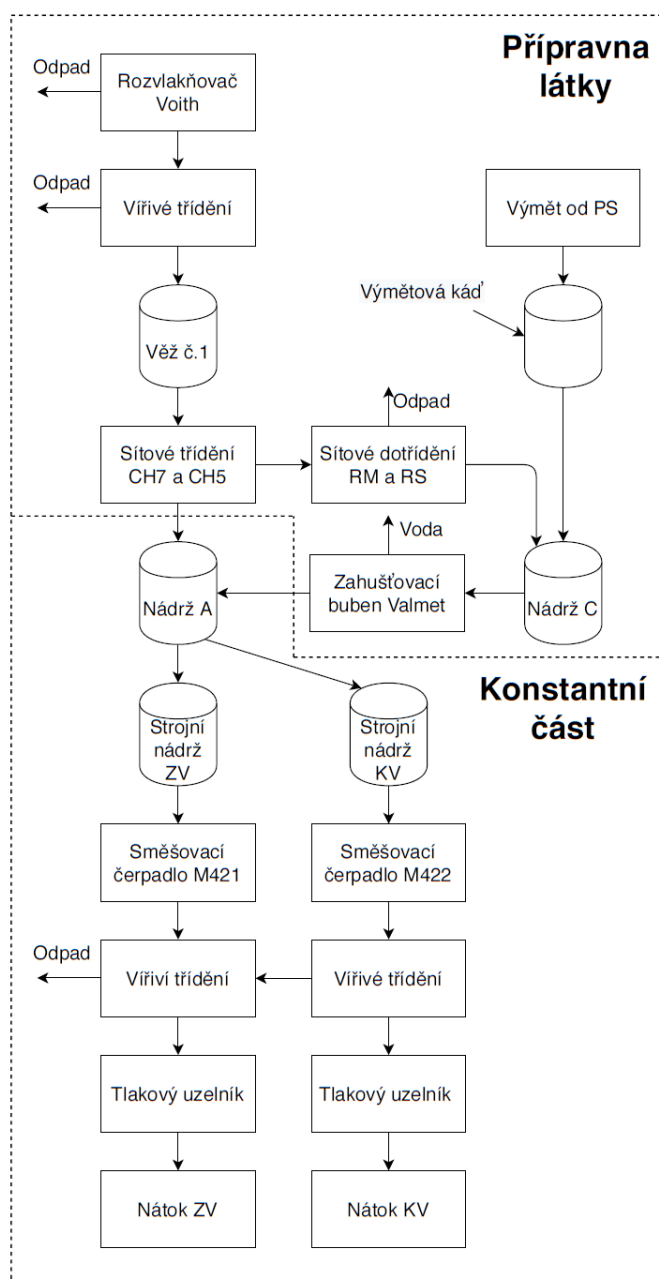 Přípravna
látky
Odpad
Rozvlakňovač
Voith
Odpad
Vířivé třídění
Výmět od PS
Výmětová káď
Věž č.1
Odpad
Sítové třídění
CH7 a CH5
Sítové dotřídění
RM a RS
Voda
Nádrž A
Zahušťovací
buben Valmet
Nádrž C
Konstantní
část
Strojní
nádrž
ZV
Strojní
nádrž
KV
Směšovací
čerpadlo M421
Směšovací
čerpadlo M422
Odpad
Víříví třídění
Vířivé třídění
Tlakový uzelník
Tlakový uzelník
Nátok ZV
Nátok KV